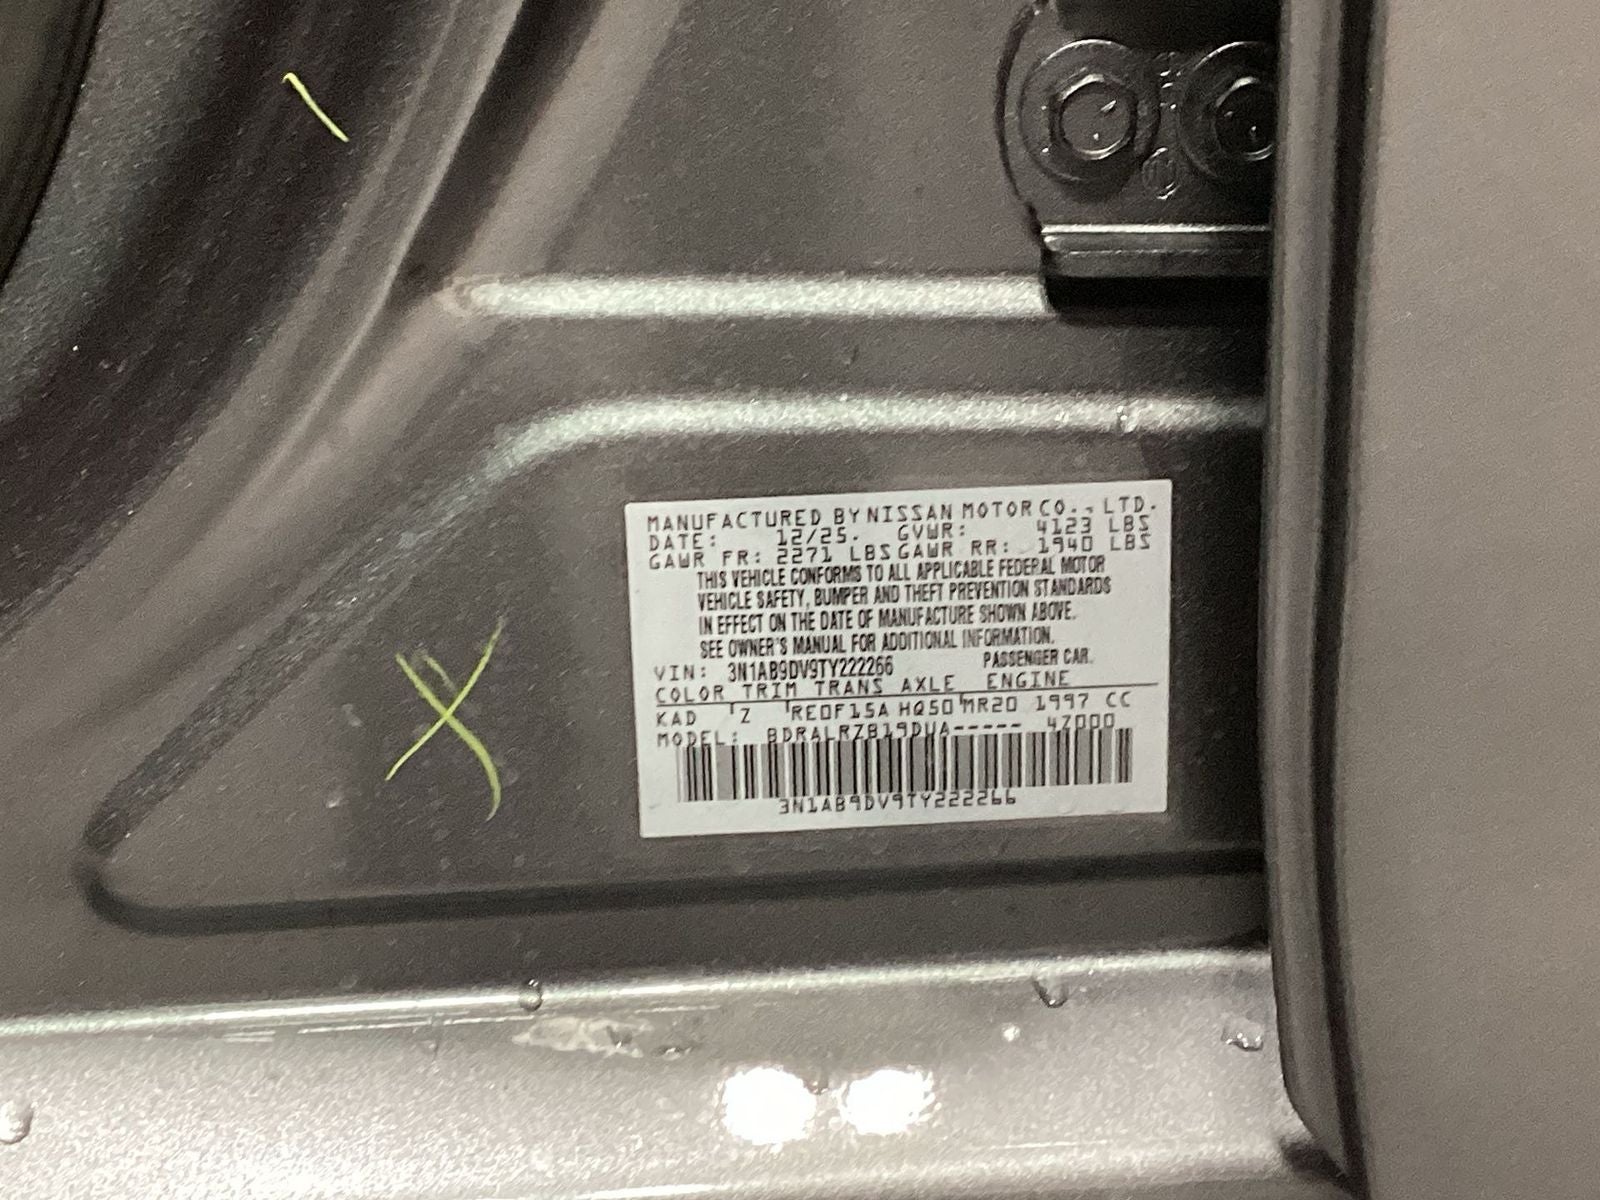 MANUFACTURED BY NISSAN MOTOR CO., LTD.
DATE: 12/25. GVWR: 4123 LBS
GAWR FR: 2271 LBS GAWR RR: 1940 LBS
THIS VEHICLE CONFORMS TO ALL APPLICABLE FEDERAL MOTOR
VEHICLE SAFETY, BUMPER AND THEFT PREVENTION STANDARDS
IN EFFECT ON THE DATE OF MANUFACTURE SHOWN ABOVE.
SEE OWNER'S MANUAL FOR ADDITIONAL INFORMATION.
VIN: 3N1AB9DV9TY222266 PASSENGER CAR.
COLOR TRIM TRANS AXLE ENGINE
KAD Z RE0F15A HQ50 MR20 1997 CC
MODEL: BDRALRZB19DUA----- 4Z000
3N1AB9DV9TY222266